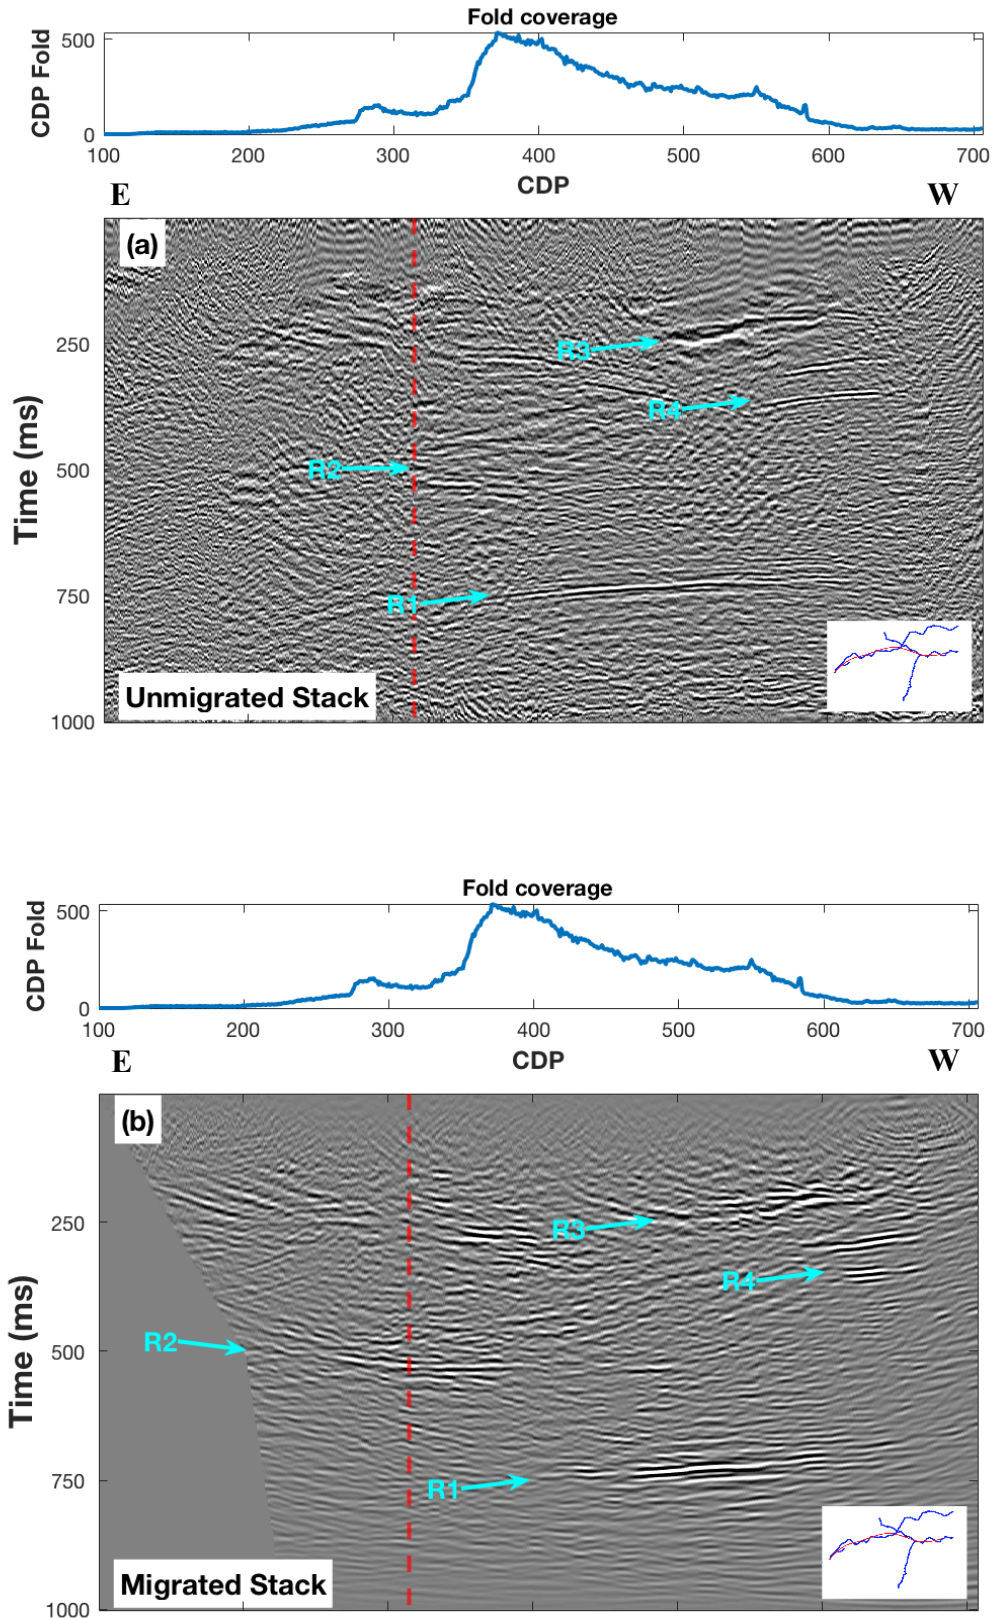 Fold coverage
CDP Fold
500
0
100 200 300 400 500 600 700
CDP
E W
(a)
Time (ms)
250
500
750
1000
R3
R4
R2
R1
Unmigrated Stack
Fold coverage
CDP Fold
500
0
100 200 300 400 500 600 700
CDP
E W
(b)
Time (ms)
250
500
750
1000
R3
R4
R2
R1
Migrated Stack